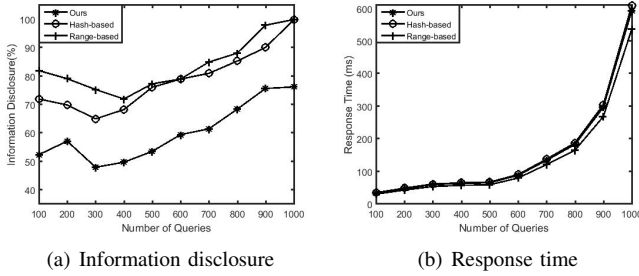 Ours
Hash-based
Range-based
100
90
80
70
60
50
40
Information Disclosure(%)
100 200 300 400 500 600 700 800 900 1000
Number of Queries
(a) Information disclosure
Ours
Hash-based
Range-based
600
500
400
300
200
100
0
Response Time (ms)
100 200 300 400 500 600 700 800 900 1000
Number of Queries
(b) Response time